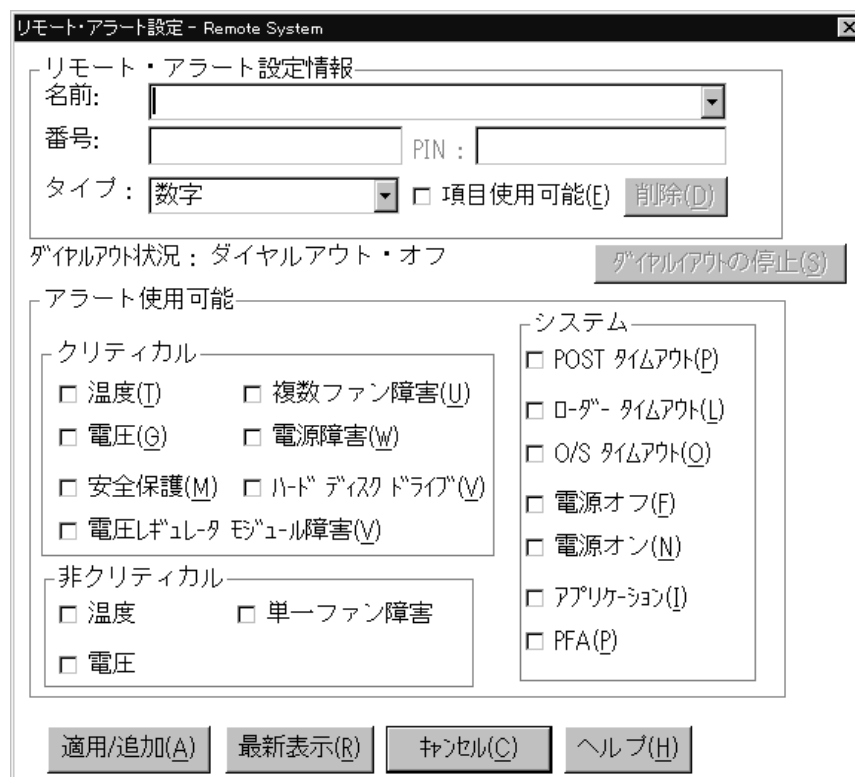 リモート・アラート設定 - Remote System
リモート・アラート設定情報
名前:
番号:
PIN :
タイプ :
数字
項目使用可能(E)
削除(D)
ﾀﾞｲﾔﾙｱｳﾄ状況 : ダイヤルアウト・オフ
ﾀﾞｲﾔﾙｲｱｳﾄの停止(S)
アラート使用可能
クリティカル
温度(T)
複数ファン障害(U)
電圧(G)
電源障害(W)
安全保護(M)
ﾊｰﾄﾞ ﾃﾞｨｽｸ ﾄﾞﾗｲﾌﾞ(V)
電圧ﾚｷﾞｭﾚｰﾀ ﾓｼﾞｭｰﾙ障害(V)
非クリティカル
温度
単一ファン障害
電圧
システム
POST ﾀｲﾑｱｳﾄ(P)
ﾛｰﾀﾞｰ ﾀｲﾑｱｳﾄ(L)
O/S ﾀｲﾑｱｳﾄ(O)
電源オフ(F)
電源オン(N)
ｱﾌﾟﾘｹｰｼｮﾝ(I)
PFA(P)
適用/追加(A)
最新表示(R)
ｷｬﾝｾﾙ(C)
ヘルプ(H)